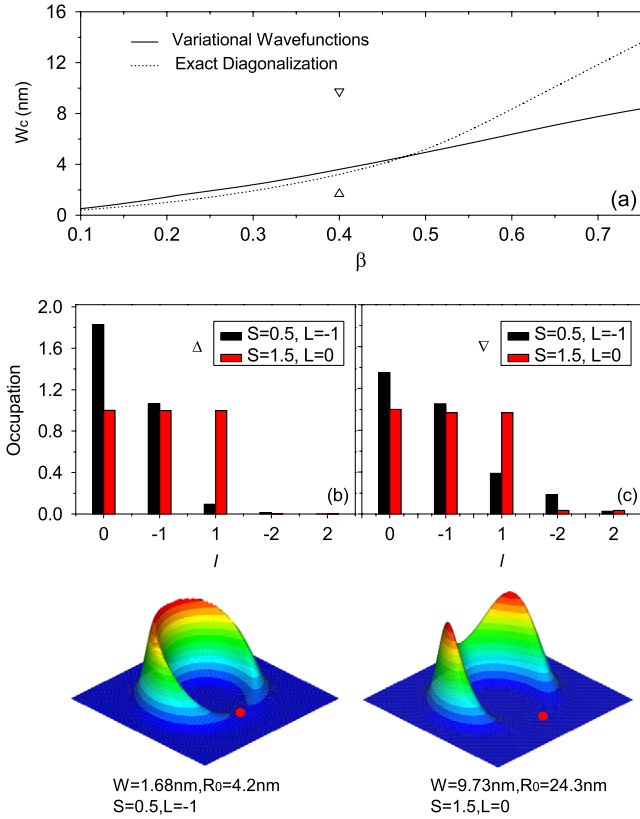 16
12
8
4
0
Wc (nm)
Variational Wavefunctions
Exact Diagonalization
▽
△
(a)
0.1 0.2 0.3 0.4 0.5 0.6 0.7
β
2.0
1.6
1.2
0.8
0.4
0.0
Occupation
Δ
S=0.5, L=-1
S=1.5, L=0
(b)
0 -1 1 -2 2
l
▽
S=0.5, L=-1
S=1.5, L=0
(c)
0 -1 1 -2 2
l
W=1.68nm,R0=4.2nm
S=0.5,L=-1
W=9.73nm,R0=24.3nm
S=1.5,L=0